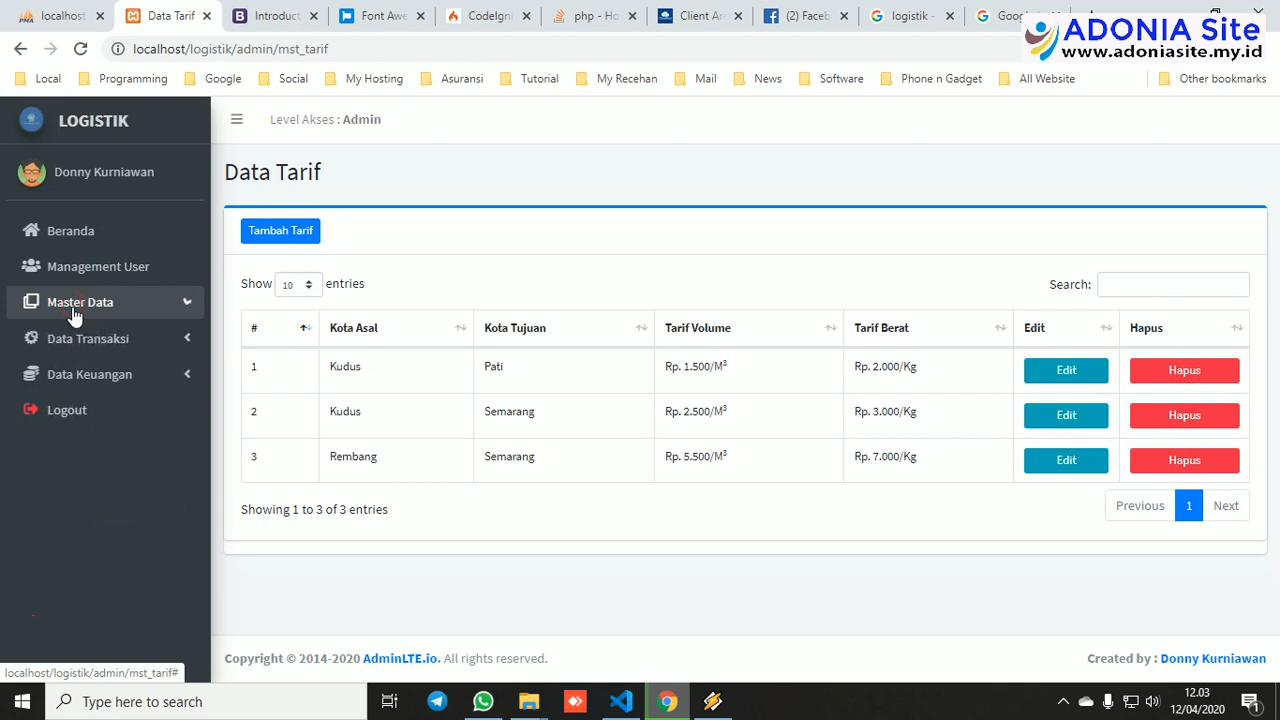 localhost
Data Tarif
Introduct
Font Awe
CodeIgn
php - Ho
Client A
(2) Faceb
logistik -
Goo
ADONIA Site
www.adoniasite.my.id
localhost/logistik/admin/mst_tarif
Local
Programming
Google
Social
My Hosting
Asuransi
Tutorial
My Recehan
Mail
News
Software
Phone n Gadget
All Website
Other bookmarks
LOGISTIK
Level Akses : Admin
Donny Kurniawan
Beranda
Management User
Master Data
Data Transaksi
Data Keuangan
Logout
Data Tarif
Tambah Tarif
Show 10 entries
Search:
# Kota Asal Kota Tujuan Tarif Volume Tarif Berat Edit Hapus
1 Kudus Pati Rp. 1.500/M³ Rp. 2.000/Kg Edit Hapus
2 Kudus Semarang Rp. 2.500/M³ Rp. 3.000/Kg Edit Hapus
3 Rembang Semarang Rp. 5.500/M³ Rp. 7.000/Kg Edit Hapus
Showing 1 to 3 of 3 entries
Previous 1 Next
Copyright © 2014-2020 AdminLTE.io. All rights reserved.
Created by : Donny Kurniawan
localhost/logistik/admin/mst_tarif#
Type here to search
12.03
12/04/2020
1